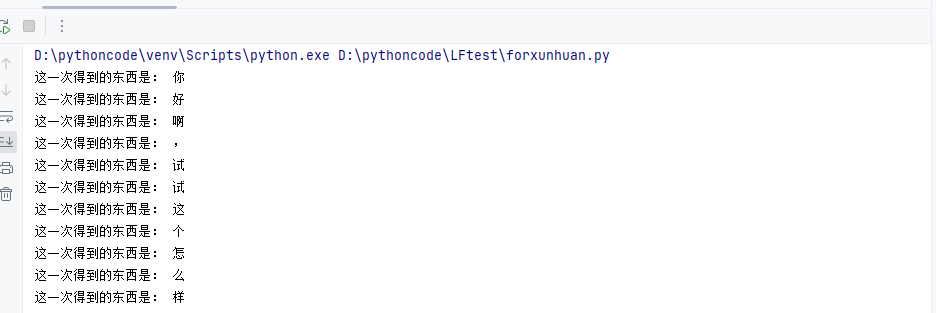 D:\pythoncode\venv\Scripts\python.exe D:\pythoncode\LFtest\forxunhuan.py
这一次得到的东西是： 你
这一次得到的东西是： 好
这一次得到的东西是： 啊
这一次得到的东西是： ，
这一次得到的东西是： 试
这一次得到的东西是： 试
这一次得到的东西是： 这
这一次得到的东西是： 个
这一次得到的东西是： 怎
这一次得到的东西是： 么
这一次得到的东西是： 样